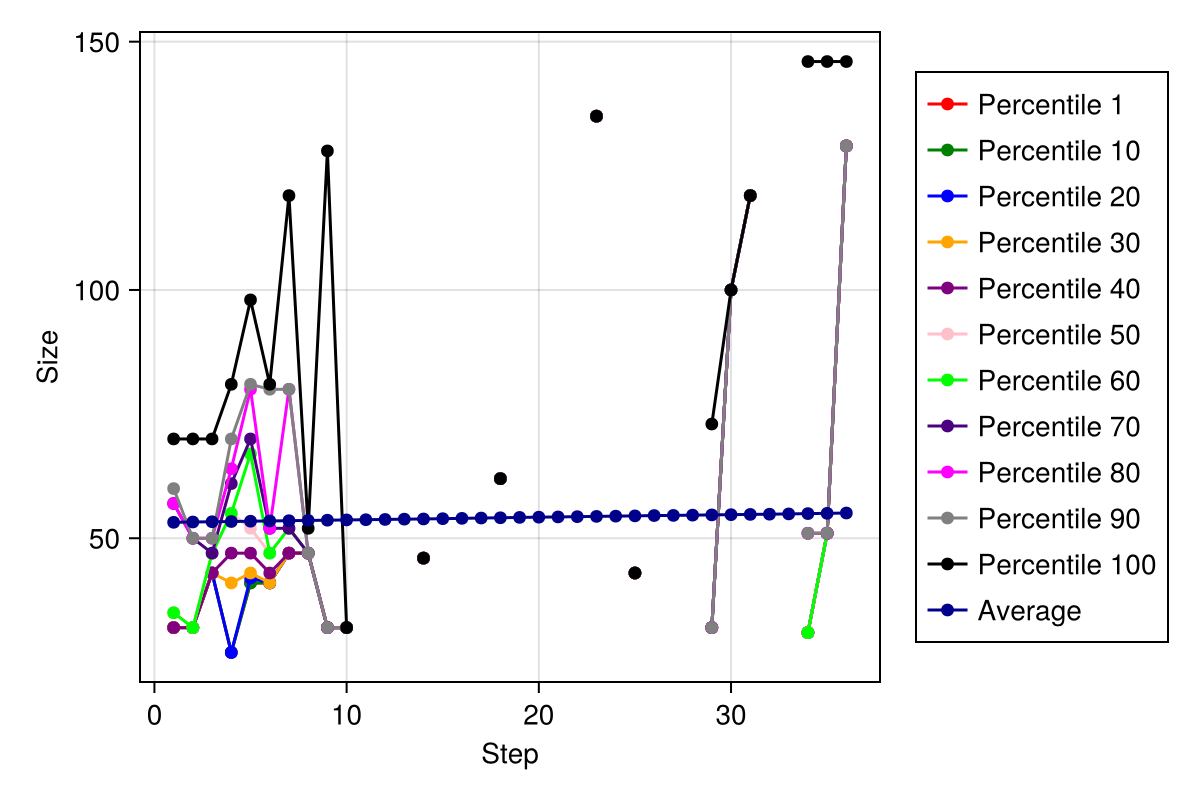 150
100
50
Size
0
10
20
30
Step
Percentile 1
Percentile 10
Percentile 20
Percentile 30
Percentile 40
Percentile 50
Percentile 60
Percentile 70
Percentile 80
Percentile 90
Percentile 100
Average